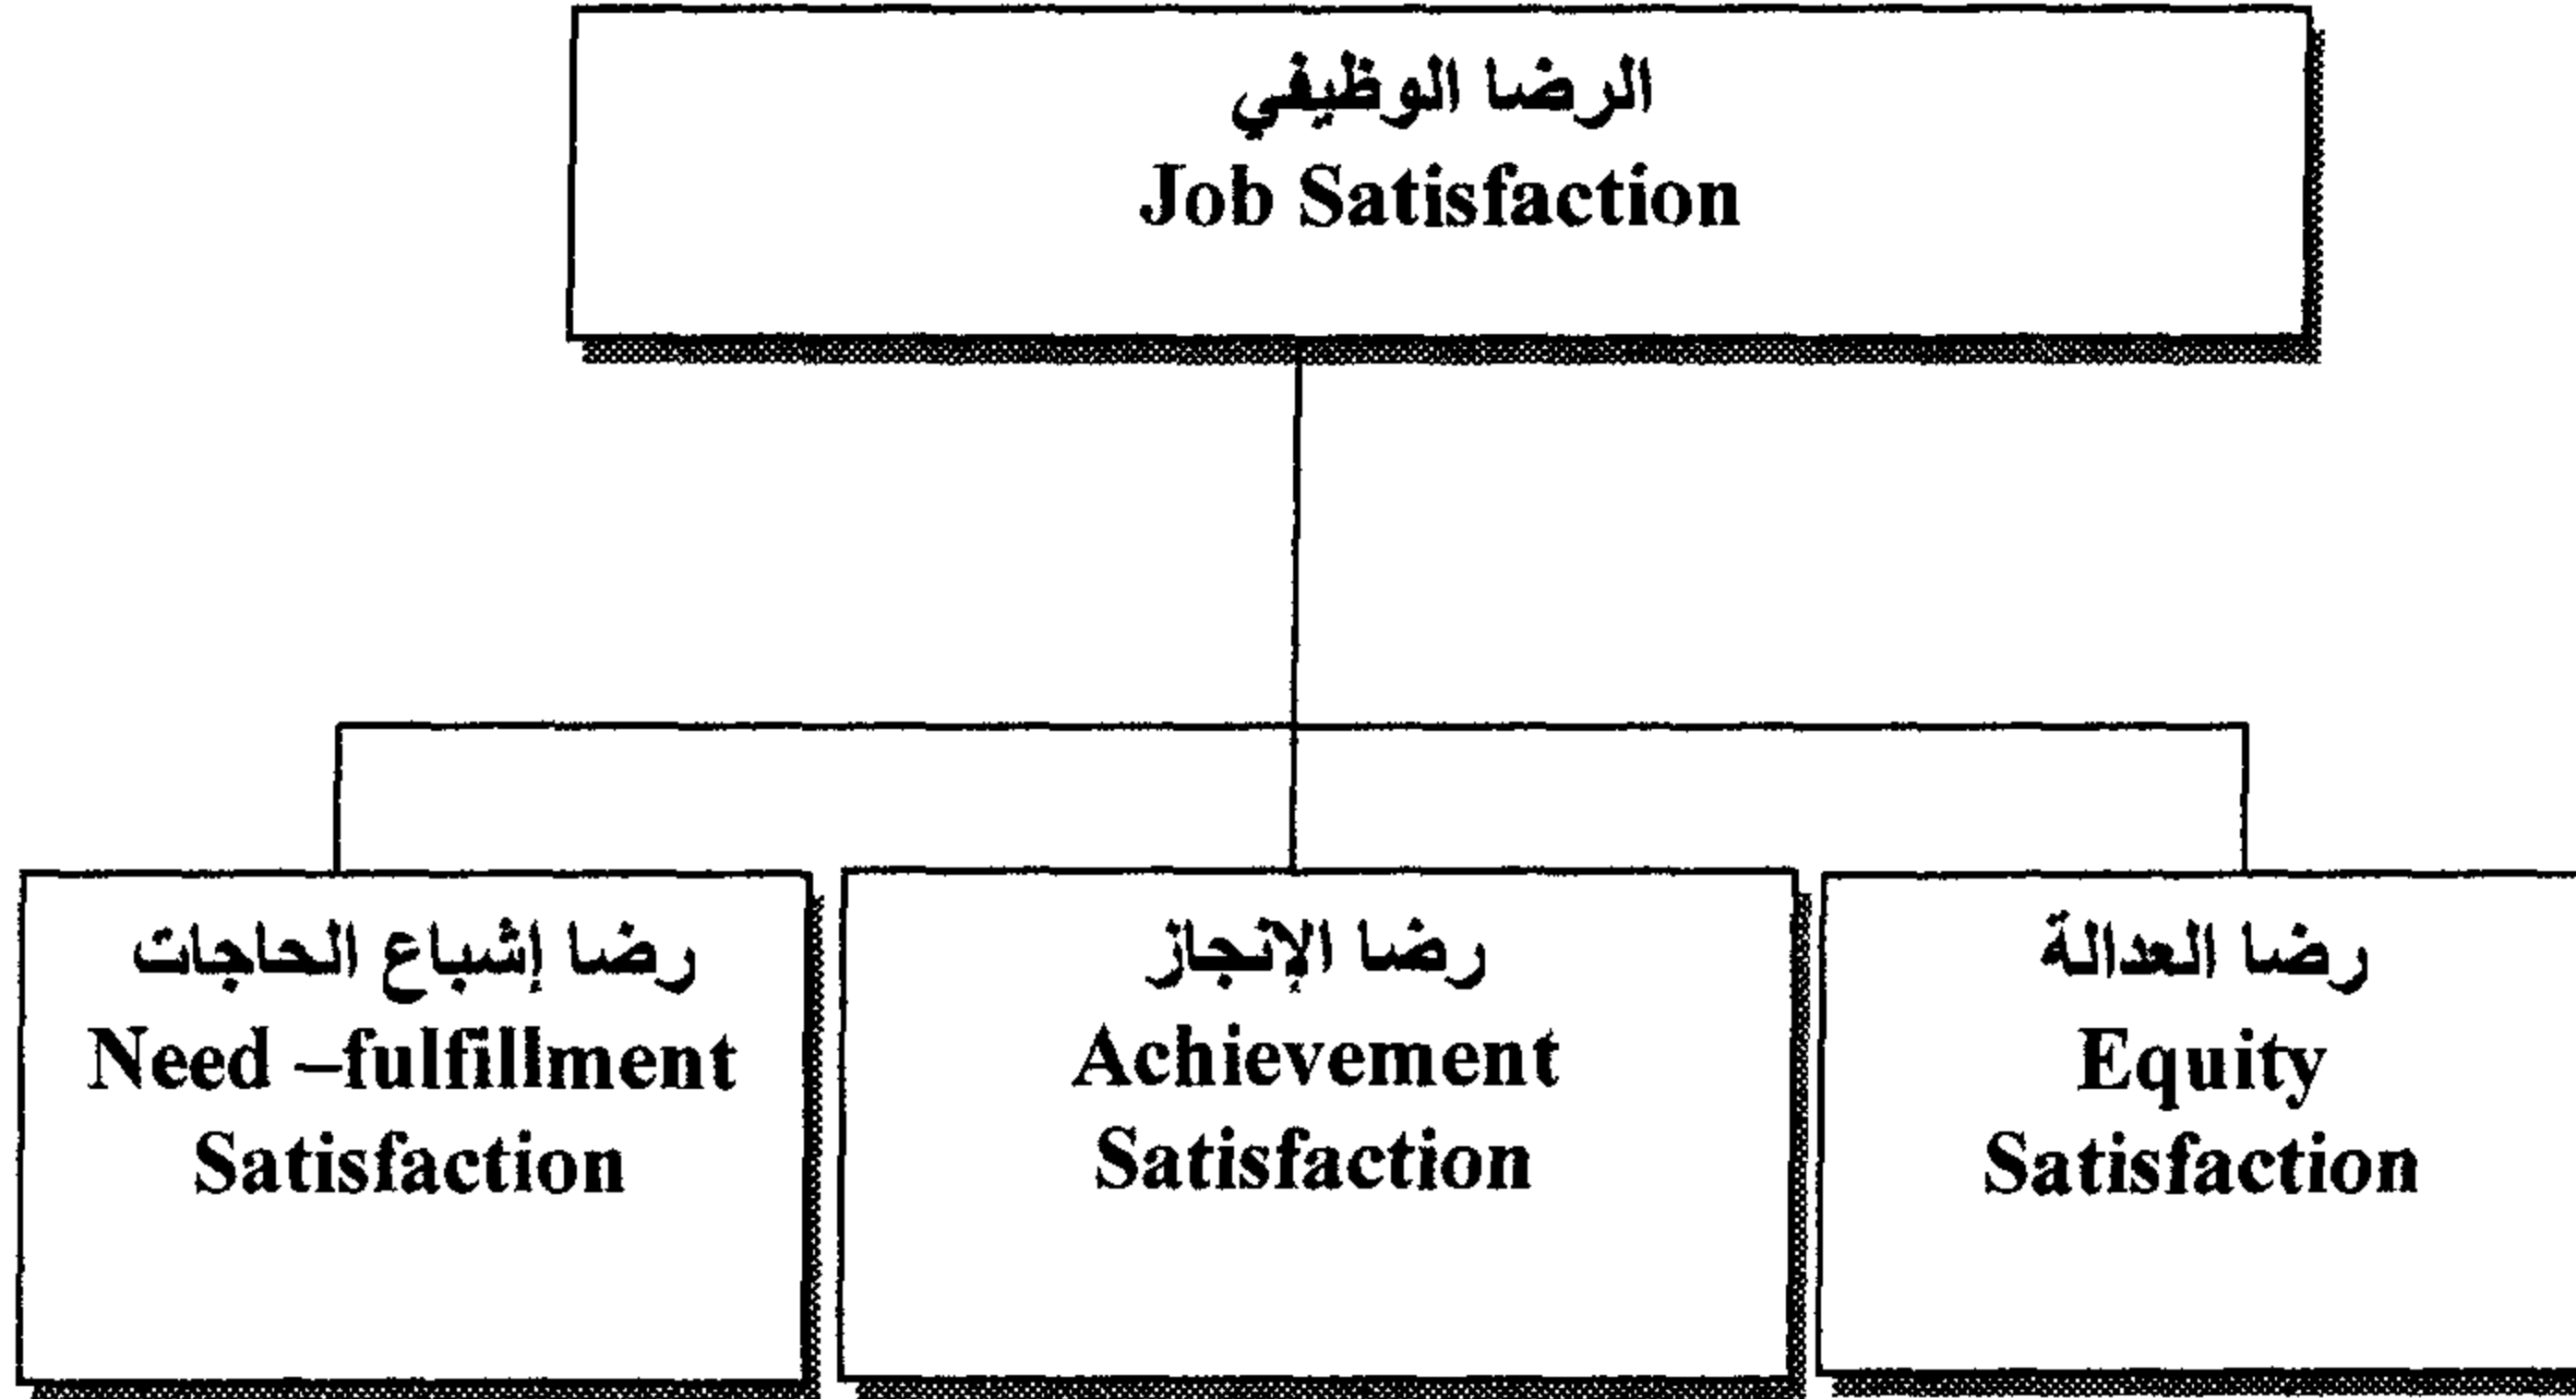 الرضا الوظيفي
Job Satisfaction
رضا إشباع الحاجات
Need –fulfillment
Satisfaction
رضا الإنجاز
Achievement
Satisfaction
رضا العدالة
Equity
Satisfaction